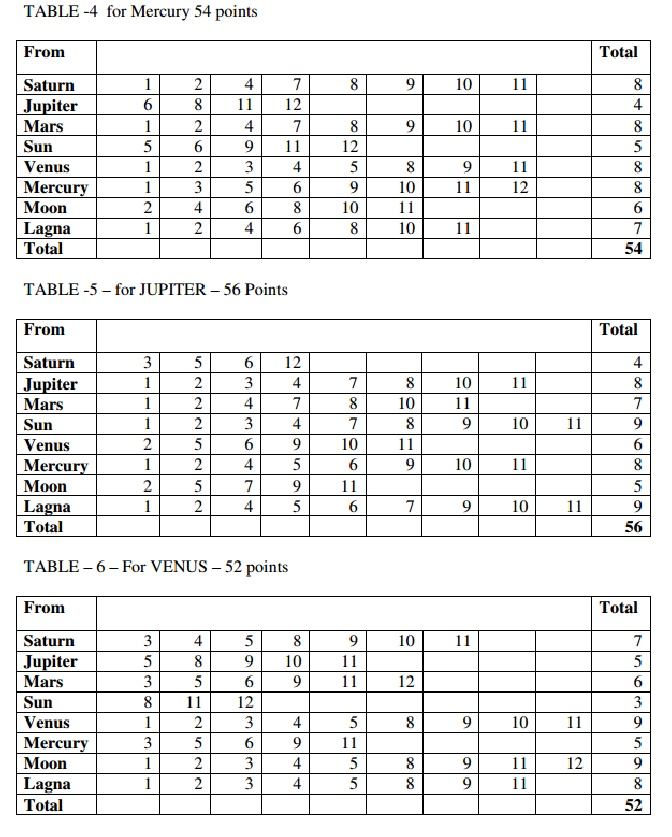 TABLE -4 for Mercury 54 points
From Total
Saturn 1 2 4 7 8 9 10 11 8
Jupiter 6 8 11 12 4
Mars 1 2 4 7 8 9 10 11 8
Sun 5 6 9 11 12 5
Venus 1 2 3 4 5 8 9 11 8
Mercury 1 3 5 6 9 10 11 12 8
Moon 2 4 6 8 10 11 6
Lagna 1 2 4 6 8 10 11 7
Total 54
TABLE -5 – for JUPITER – 56 Points
From Total
Saturn 3 5 6 12 4
Jupiter 1 2 3 4 7 8 10 11 8
Mars 1 2 4 7 8 10 11 7
Sun 1 2 3 4 7 8 9 10 11 9
Venus 2 5 6 9 10 11 6
Mercury 1 2 4 5 6 9 10 11 8
Moon 2 5 7 9 11 5
Lagna 1 2 4 5 6 7 9 10 11 9
Total 56
TABLE – 6 – For VENUS – 52 points
From Total
Saturn 3 4 5 8 9 10 11 7
Jupiter 5 8 9 10 11 5
Mars 3 5 6 9 11 12 6
Sun 8 11 12 3
Venus 1 2 3 4 5 8 9 10 11 9
Mercury 3 5 6 9 11 5
Moon 1 2 3 4 5 8 9 11 12 9
Lagna 1 2 3 4 5 8 9 11 8
Total 52